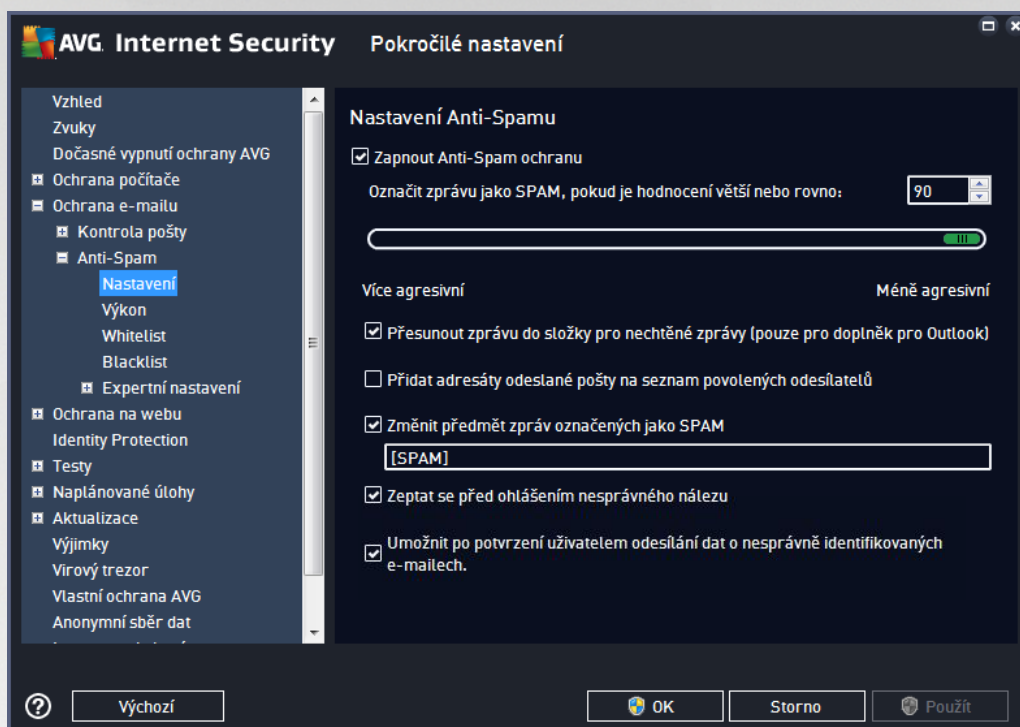 AVG. Internet Security Pokročilé nastavení
Vzhled
Zvuky
Dočasné vypnutí ochrany AVG
Ochrana počítače
Ochrana e-mailu
Kontrola pošty
Anti-Spam
Nastavení
Výkon
Whitelist
Blacklist
Expertní nastavení
Ochrana na webu
Identity Protection
Testy
Naplánované úlohy
Aktualizace
Výjimky
Virový trezor
Vlastní ochrana AVG
Anonymní sběr dat
Nastavení Anti-Spamu
Zapnout Anti-Spam ochranu
Označit zprávu jako SPAM, pokud je hodnocení větší nebo rovno: 90
Více agresivní Méně agresivní
Přesunout zprávu do složky pro nechtěné zprávy (pouze pro doplněk pro Outlook)
Přidat adresáty odeslané pošty na seznam povolených odesílatelů
Změnit předmět zpráv označených jako SPAM
[SPAM]
Zeptat se před ohlášením nesprávného nálezu
Umožnit po potvrzení uživatelem odesílání dat o nesprávně identifikovaných
e-mailech.
Výchozí OK Storno Použít